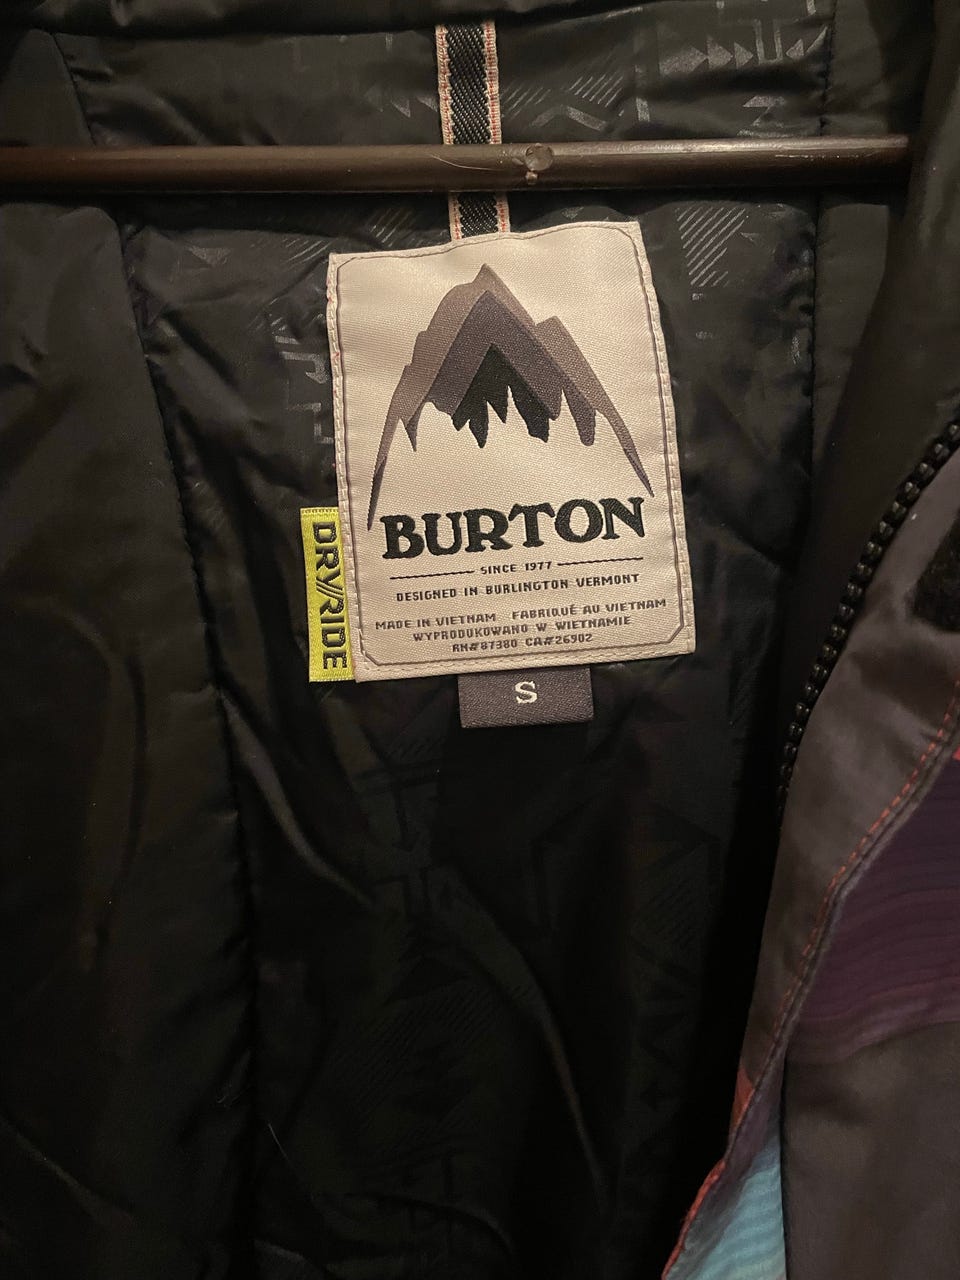 BURTON
SINCE 1977
DESIGNED IN BURLINGTON VERMONT
MADE IN VIETNAM FABRIQUÉ AU VIETNAM
WYPRODUKOWANO W WIETNAMIE
RN#87380 CA#26902
DRY//RIDE
S